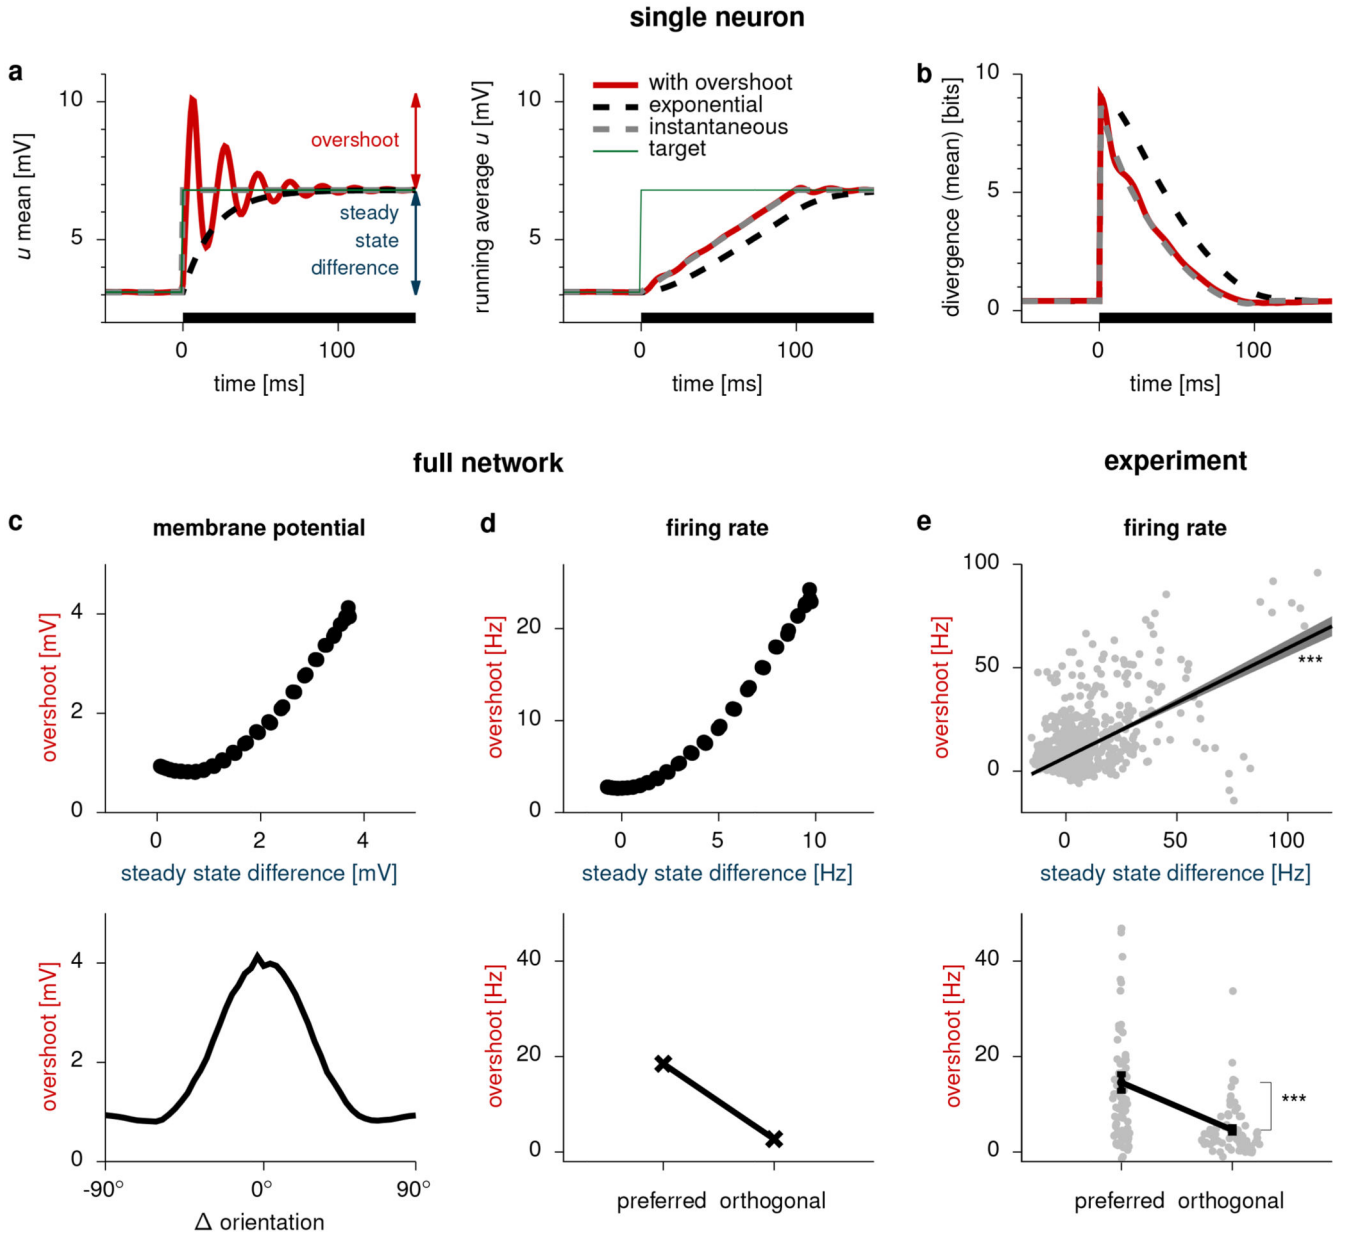 single neuron
a
u mean [mV]
10
5
overshoot
steady
state
difference
0
100
time [ms]
running average u [mV]
10
5
with overshoot
exponential
instantaneous
target
0
100
time [ms]
b
divergence (mean) [bits]
10
5
0
0
100
time [ms]
full network
experiment
c
membrane potential
overshoot [mV]
4
2
0
0
2
4
steady state difference [mV]
overshoot [mV]
4
2
0
-90°
0°
90°
Δ orientation
d
firing rate
overshoot [Hz]
20
10
0
0
5
10
steady state difference [Hz]
overshoot [Hz]
40
20
0
preferred orthogonal
e
firing rate
overshoot [Hz]
100
50
0
***
0
50
100
steady state difference [Hz]
overshoot [Hz]
40
20
0
***
preferred orthogonal